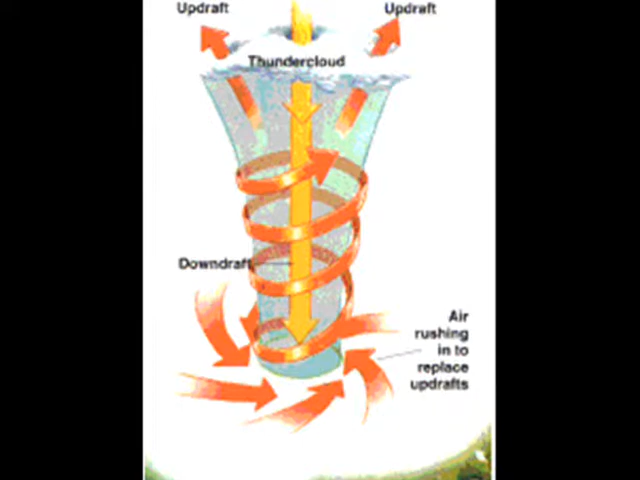 Updraft
Updraft
Thundercloud
Downdraft
Air
rushing
in to
replace
updrafts